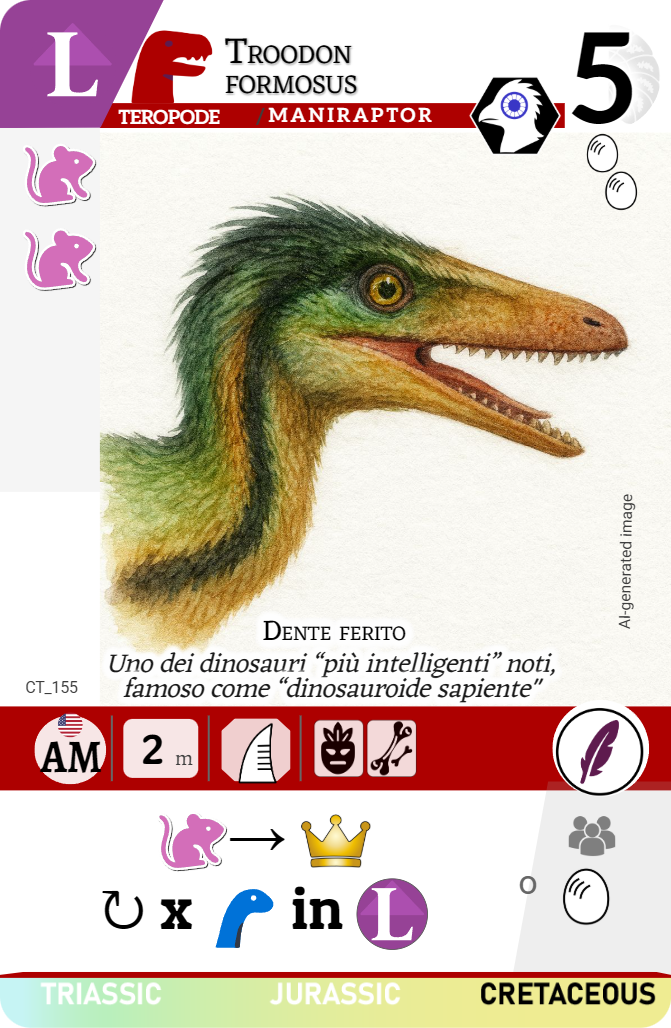 L
TROODON
FORMOSUS
5
TEROPODE / MANIRAPTOR
AI-generated image
DENTE FERITO
Uno dei dinosauri “più intelligenti” noti,
famoso come “dinosauroide sapiente”
CT_155
AM 2 m
o
x in L
TRIASSIC JURASSIC CRETACEOUS